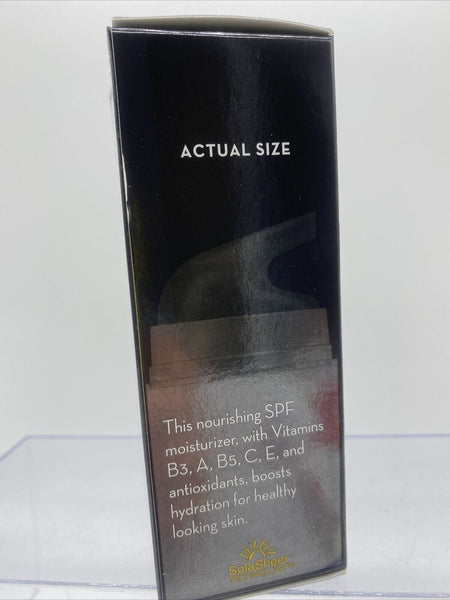 ACTUAL SIZE
This nourishing SPF
moisturizer, with Vitamins
B3, A, B5, C, E, and
antioxidants, boosts
hydration for healthy
looking skin.
SolaSheer